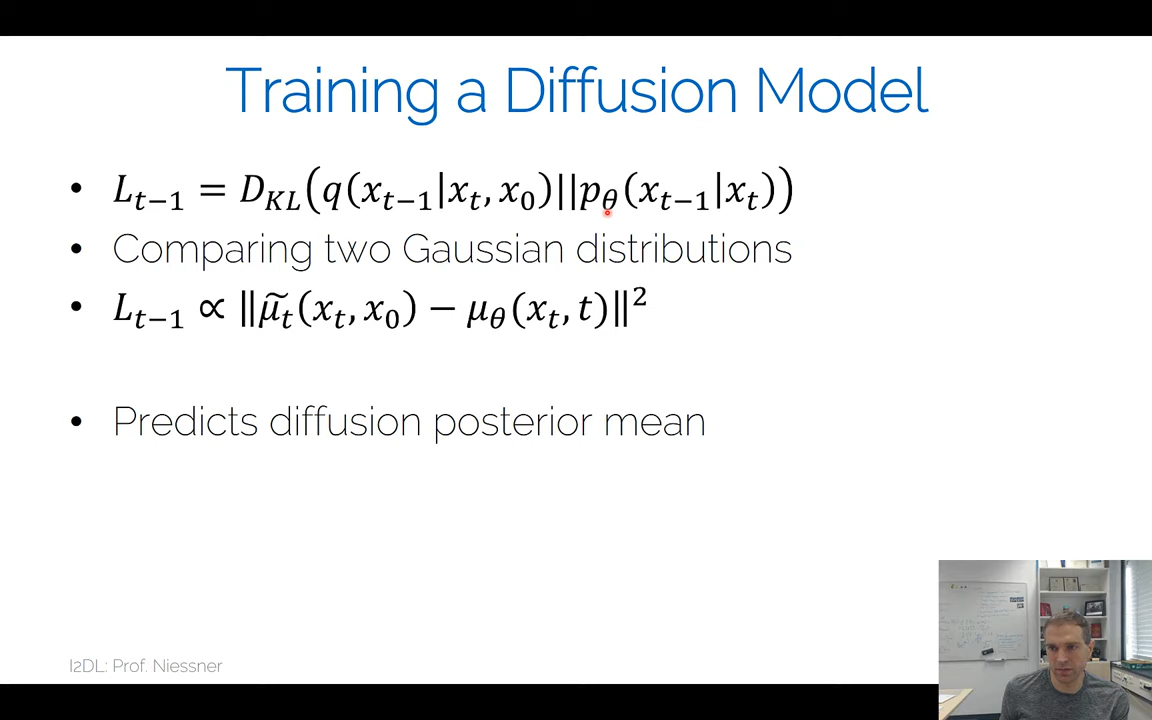 Training a Diffusion Model
• L_{t−1} = D_{KL}(q(x_{t−1}|x_t, x_0)||p_θ(x_{t−1}|x_t))
• Comparing two Gaussian distributions
• L_{t−1} ∝ ‖μ̃_t(x_t, x_0) − μ_θ(x_t, t)‖²
• Predicts diffusion posterior mean
I2DL: Prof. Niessner